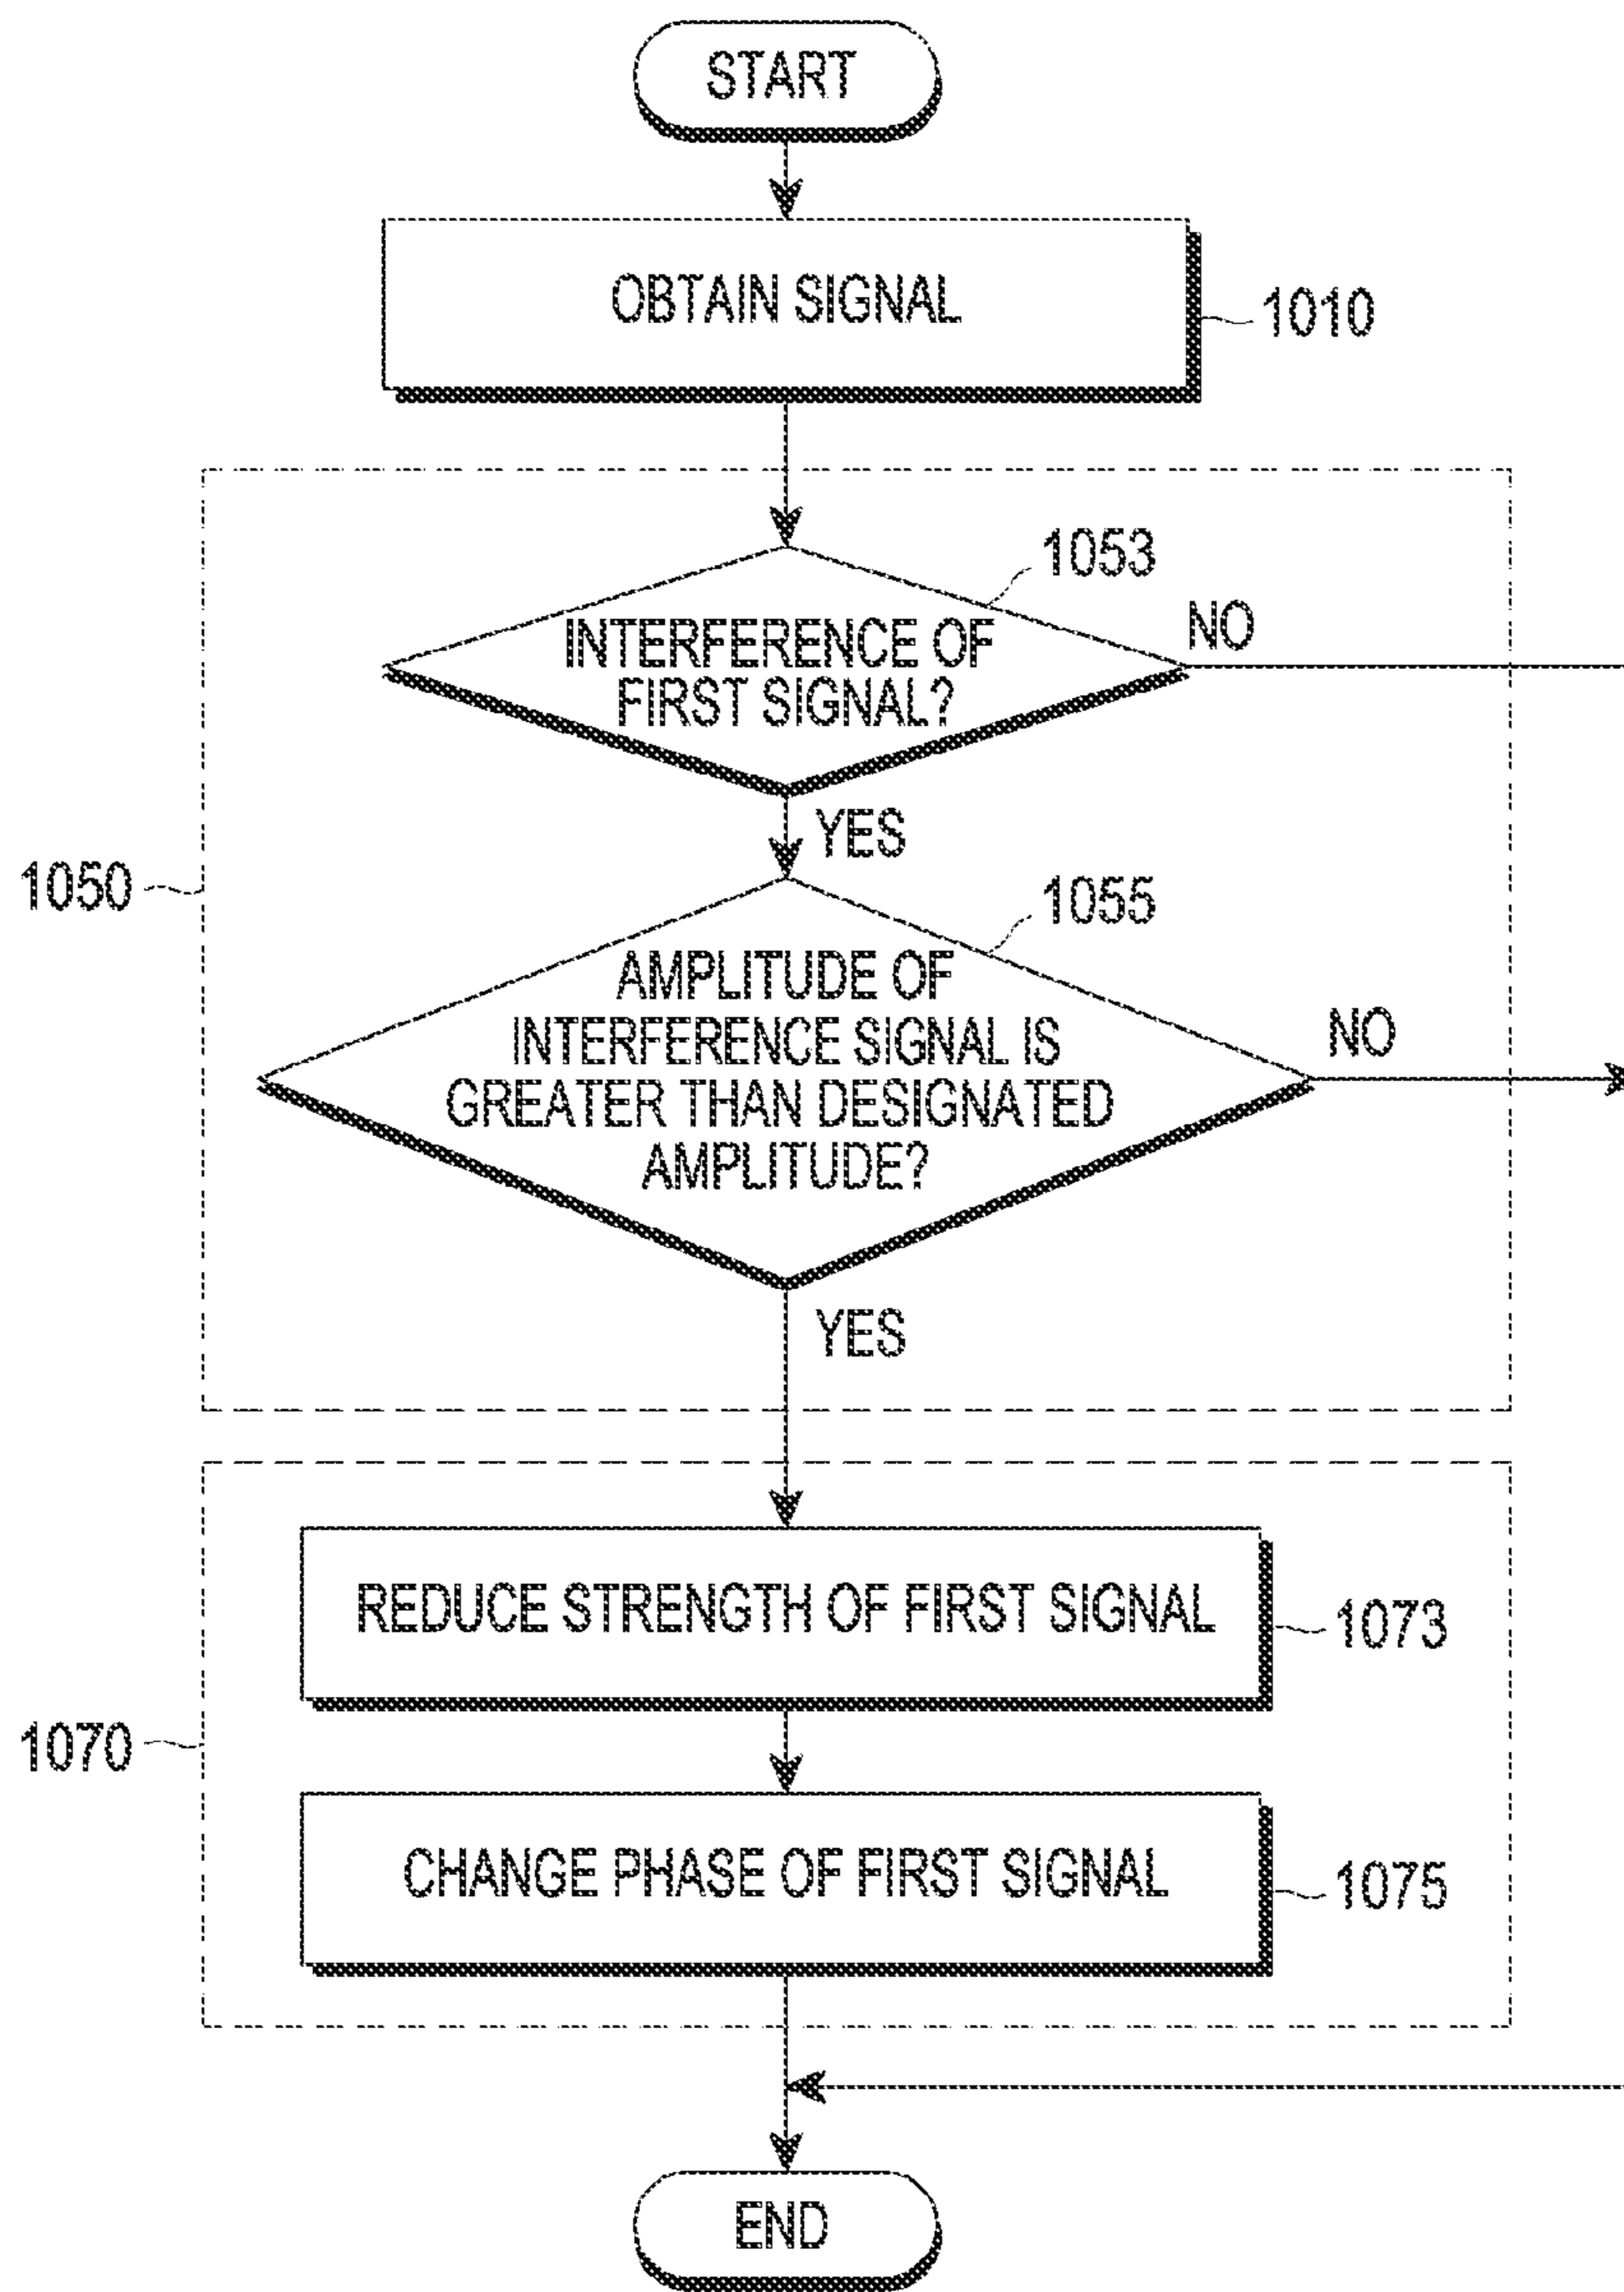 START
OBTAIN SIGNAL
1010
1053
NO
INTERFERENCE OF
FIRST SIGNAL?
YES
1050
1055
AMPLITUDE OF
INTERFERENCE SIGNAL IS
GREATER THAN DESIGNATED
AMPLITUDE?
NO
YES
REDUCE STRENGTH OF FIRST SIGNAL
1073
1070
CHANGE PHASE OF FIRST SIGNAL
1075
END